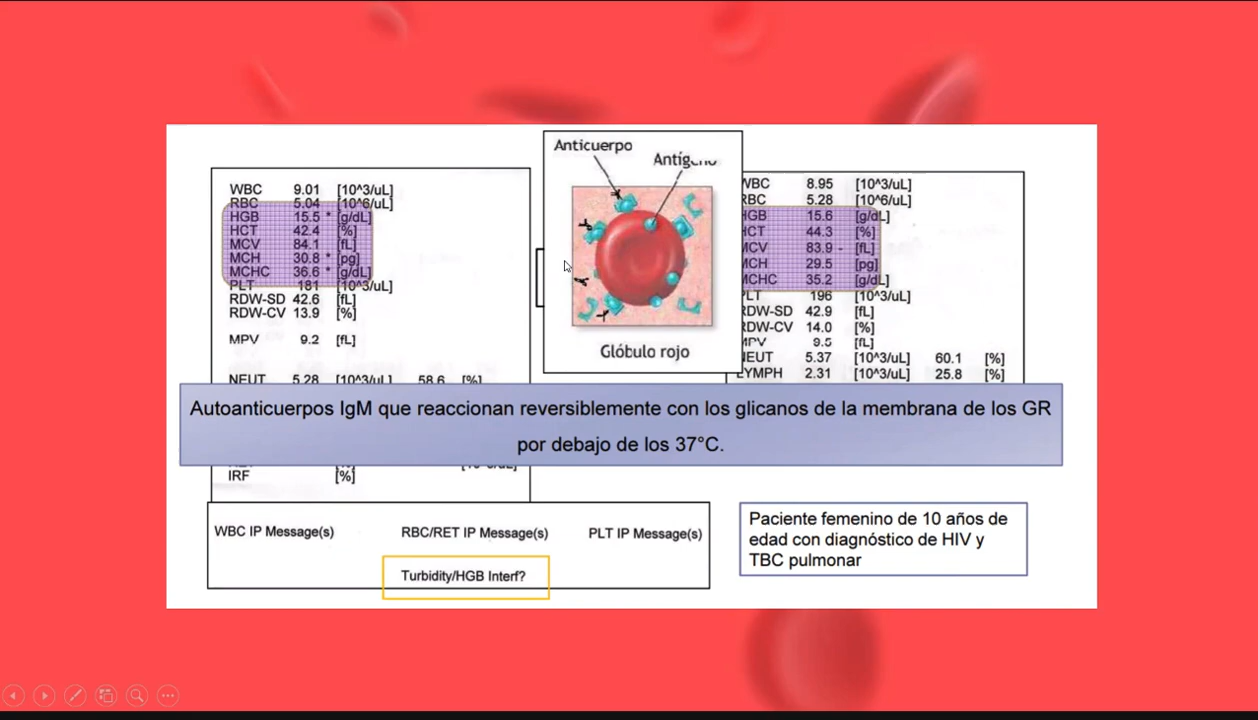 Anticuerpo
Antígeno
Glóbulo rojo
WBC 9.01 [10^3/uL]
RBC 5.04 [10^6/uL]
HGB 15.5 * [g/dL]
HCT 42.4 [%]
MCV 84.1 [fL]
MCH 30.8 * [pg]
MCHC 36.6 * [g/dL]
PLT 181 [10^3/uL]
RDW-SD 42.6 [fL]
RDW-CV 13.9 [%]
MPV 9.2 [fL]
NEUT 5.28 [10^3/uL] 58.6 [%]
WBC 8.95 [10^3/uL]
RBC 5.28 [10^6/uL]
HGB 15.6 [g/dL]
HCT 44.3 [%]
MCV 83.9 - [fL]
MCH 29.5 [pg]
MCHC 35.2 [g/dL]
PLT 196 [10^3/uL]
RDW-SD 42.9 [fL]
RDW-CV 14.0 [%]
MPV 9.5 [fL]
NEUT 5.37 [10^3/uL] 60.1 [%]
LYMPH 2.31 [10^3/uL] 25.8 [%]
Autoanticuerpos IgM que reaccionan reversiblemente con los glicanos de la membrana de los GR
por debajo de los 37°C.
IRF [%]
WBC IP Message(s) RBC/RET IP Message(s) PLT IP Message(s)
Turbidity/HGB Interf?
Paciente femenino de 10 años de
edad con diagnóstico de HIV y
TBC pulmonar